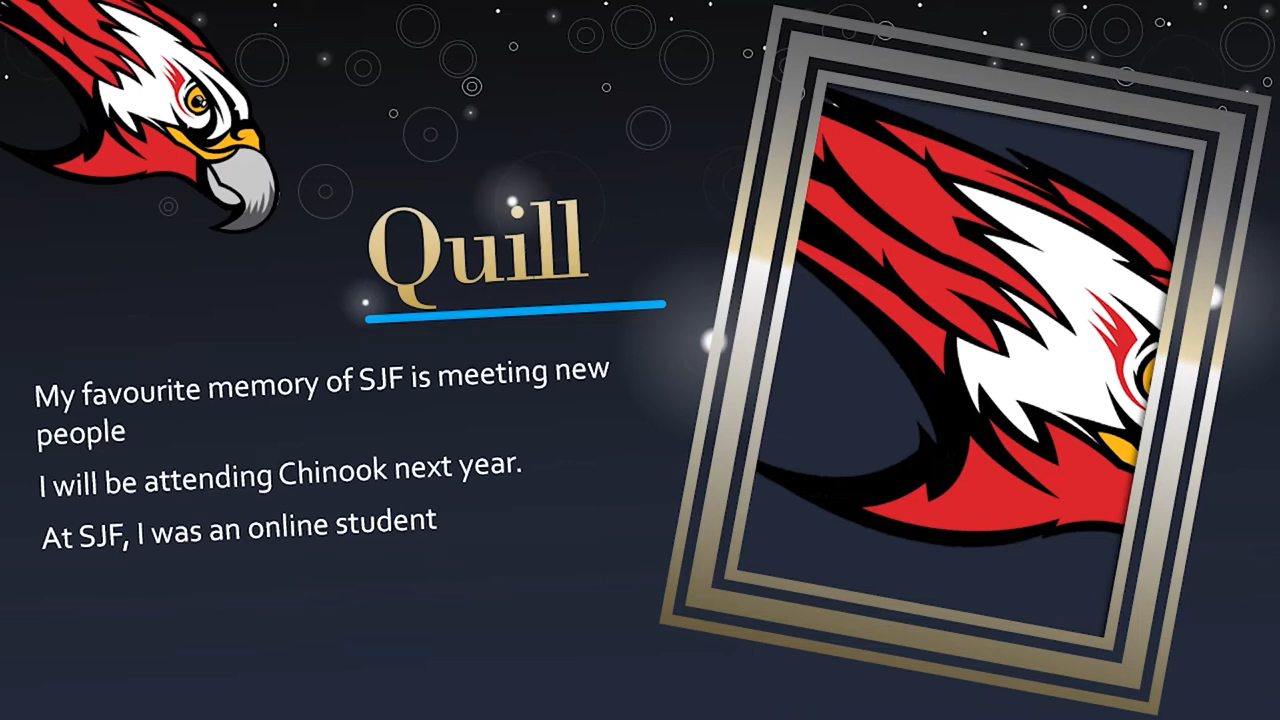 Quill
My favourite memory of SJF is meeting new
people
I will be attending Chinook next year.
At SJF, I was an online student